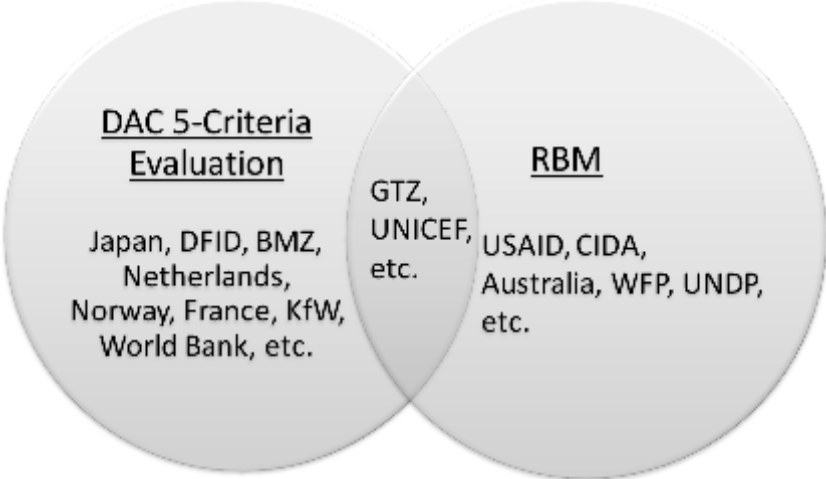 DAC 5-Criteria
Evaluation
Japan, DFID, BMZ,
Netherlands,
Norway, France, KfW,
World Bank, etc.
GTZ,
UNICEF,
etc.
RBM
USAID, CIDA,
Australia, WFP, UNDP,
etc.